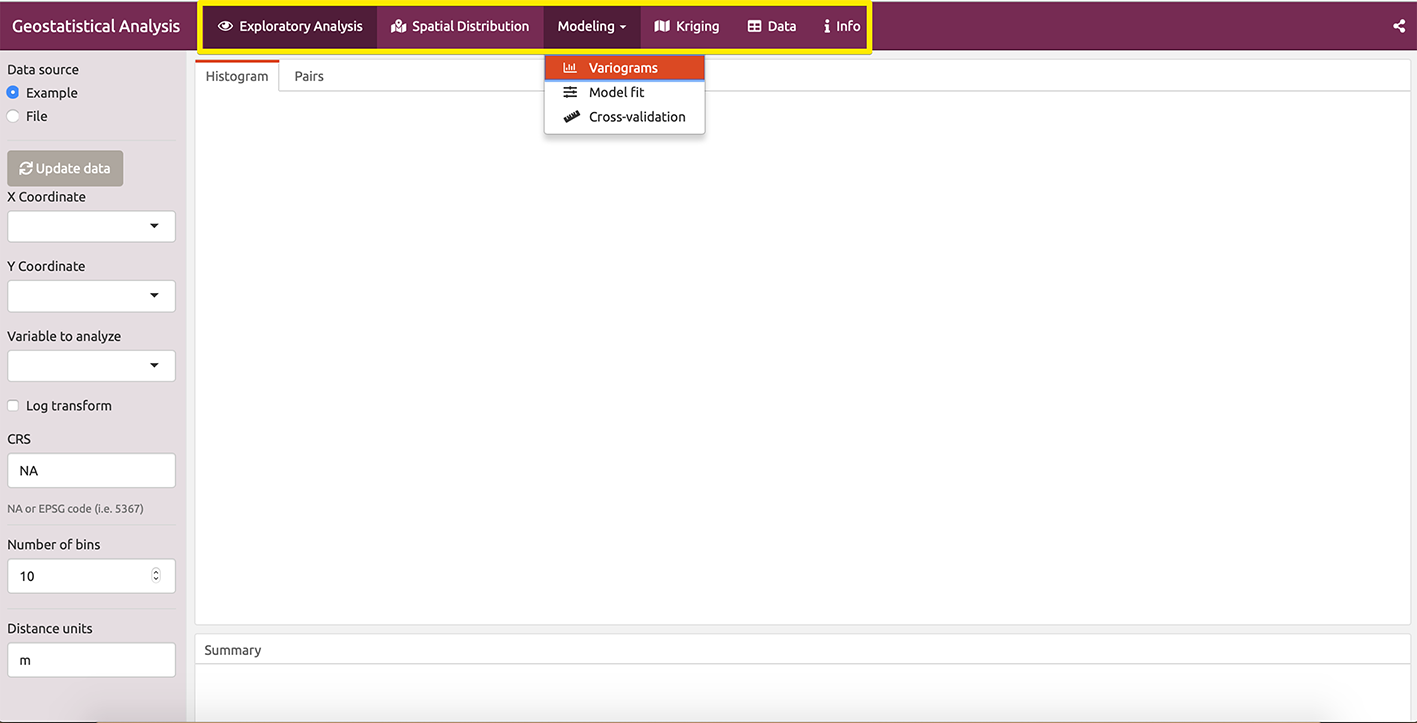 Geostatistical Analysis
Exploratory Analysis
Spatial Distribution
Modeling
Kriging
Data
Info
Variograms
Model fit
Cross-validation
Data source
Example
File
Update data
X Coordinate
Y Coordinate
Variable to analyze
Log transform
CRS
NA
NA or EPSG code (i.e. 5367)
Number of bins
10
Distance units
m
Histogram
Pairs
Summary